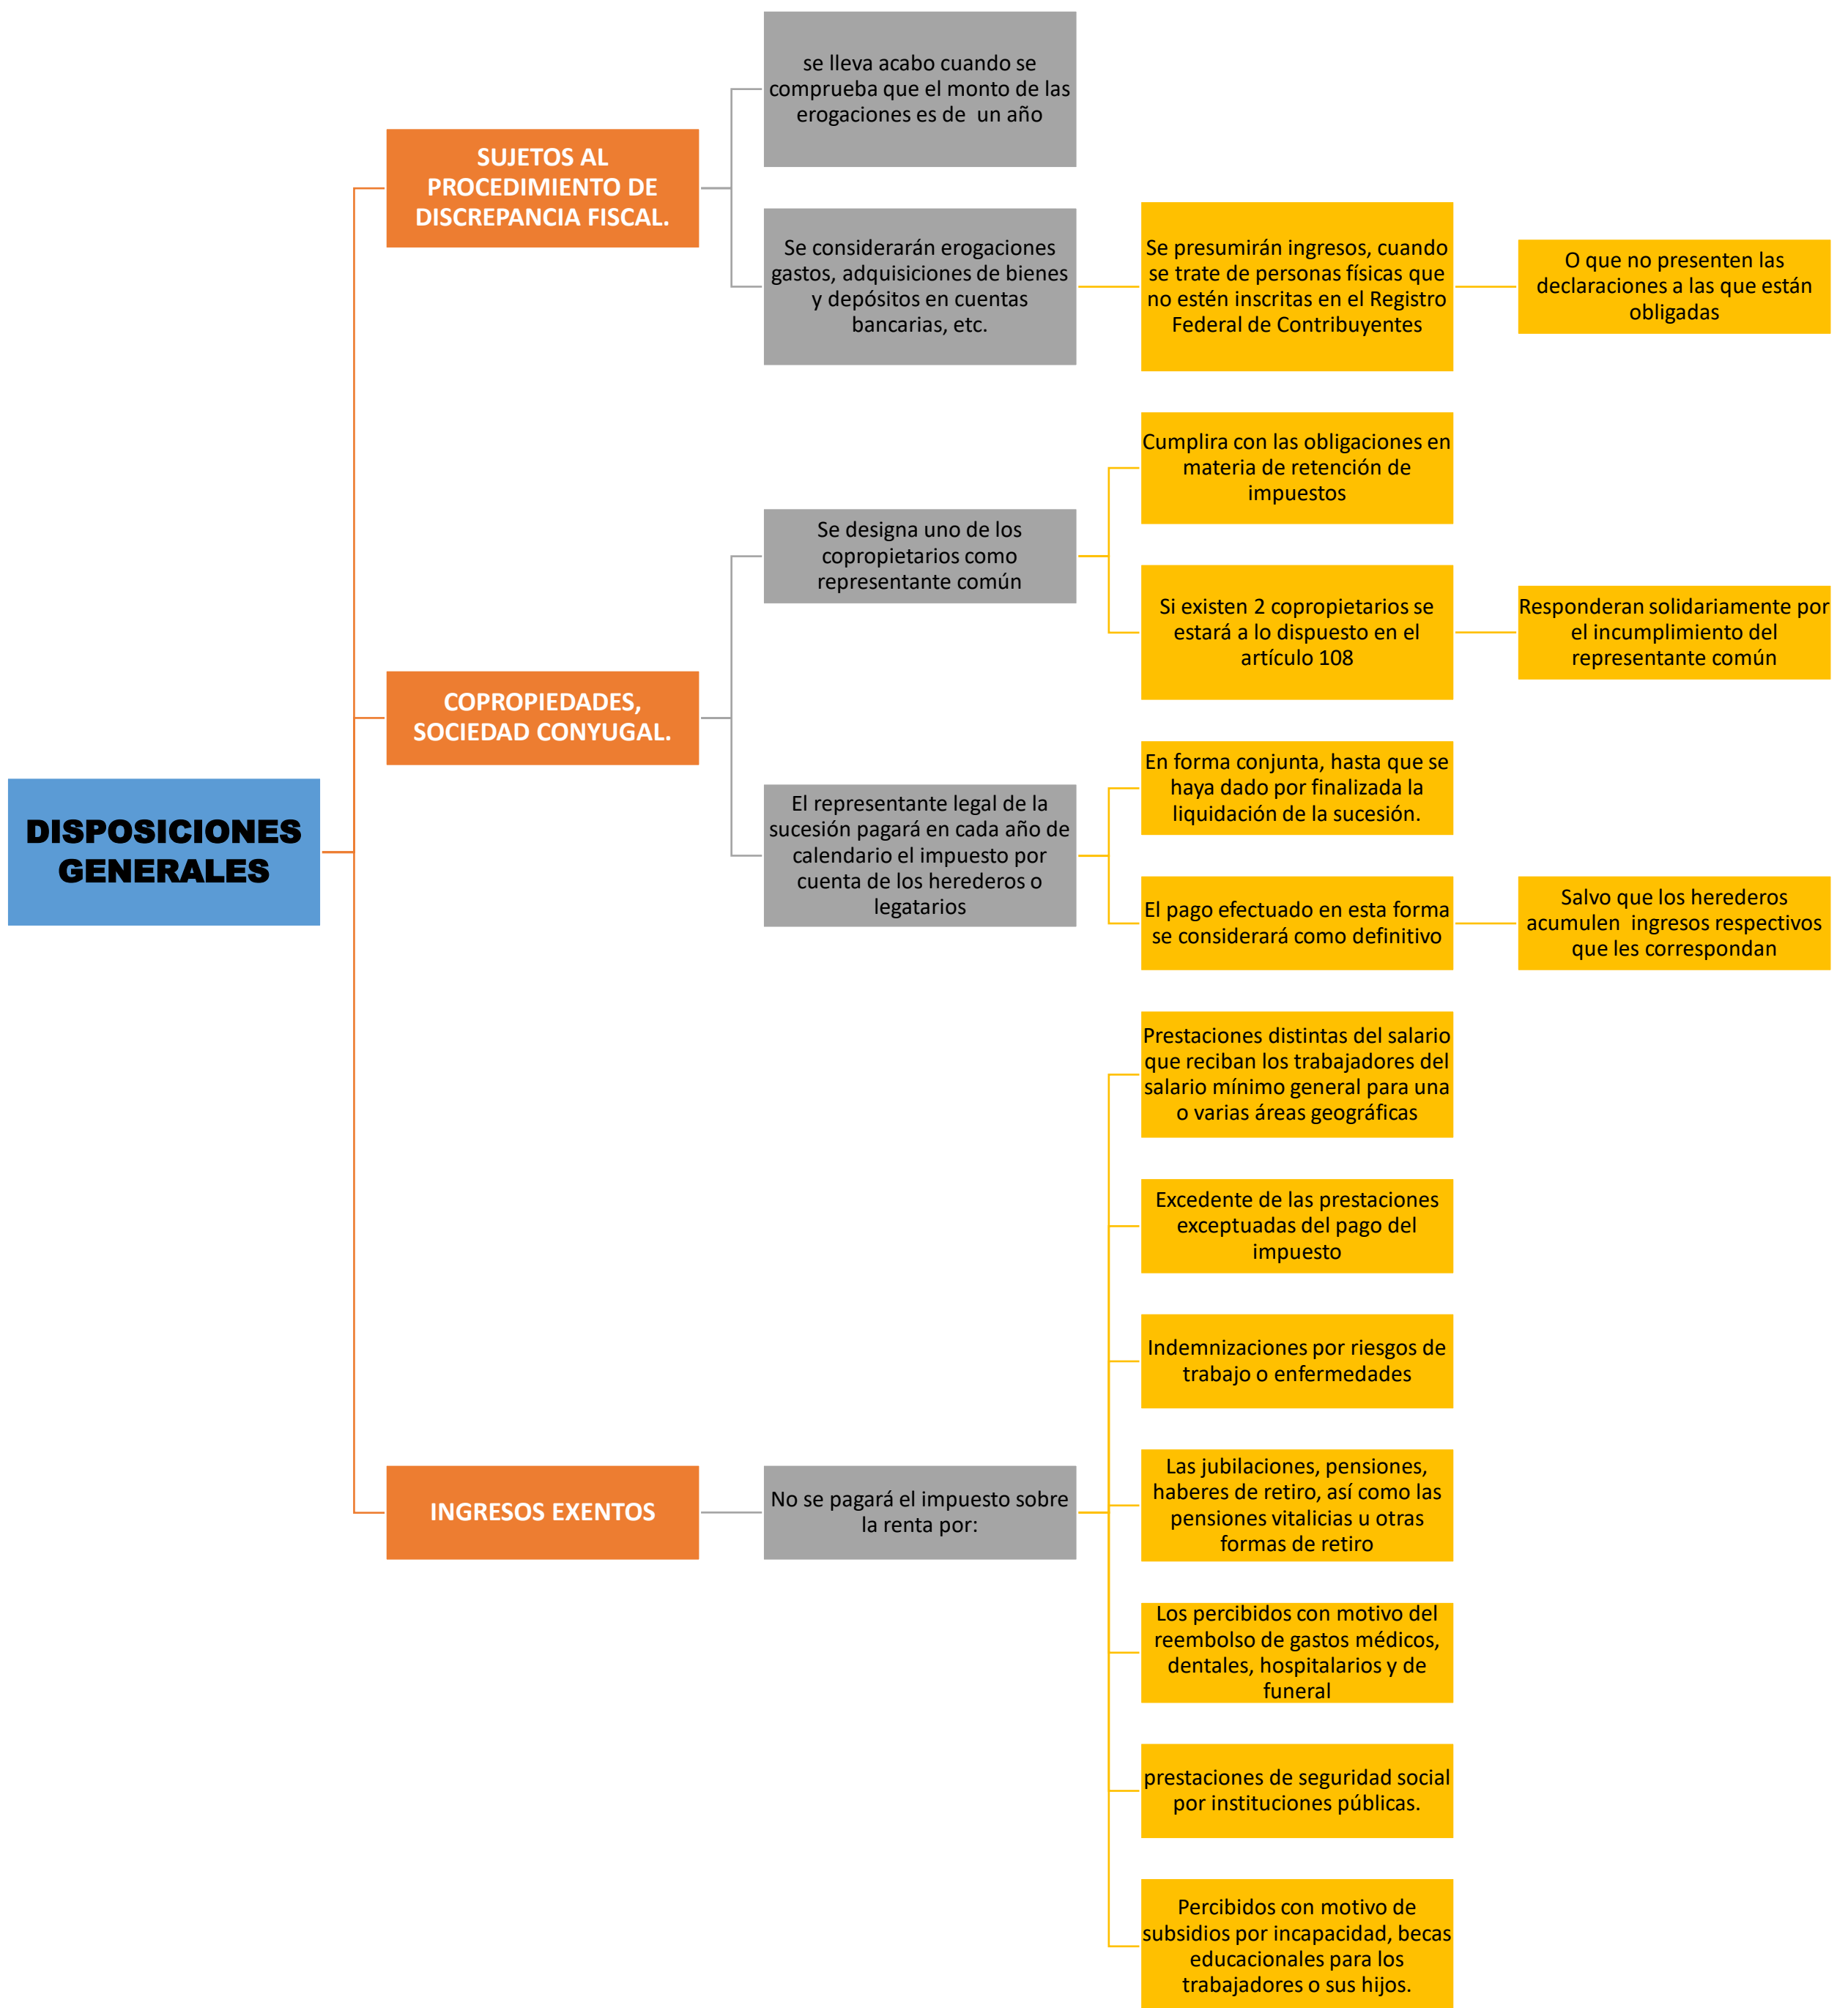 DISPOSICIONES
GENERALES
SUJETOS AL
PROCEDIMIENTO DE
DISCREPANCIA FISCAL.
se lleva acabo cuando se
comprueba que el monto de las
erogaciones es de  un año
Se considerarán erogaciones
gastos, adquisiciones de bienes
y depósitos en cuentas
bancarias, etc.
Se presumirán ingresos, cuando
se trate de personas físicas que
no estén inscritas en el Registro
Federal de Contribuyentes
O que no presenten las
declaraciones a las que están
obligadas
COPROPIEDADES,
SOCIEDAD CONYUGAL.
Se designa uno de los
copropietarios como
representante común
Cumplira con las obligaciones en
materia de retención de
impuestos
Si existen 2 copropietarios se
estará a lo dispuesto en el
artículo 108
Responderan solidariamente por
el incumplimiento del
representante común
El representante legal de la
sucesión pagará en cada año de
calendario el impuesto por
cuenta de los herederos o
legatarios
En forma conjunta, hasta que se
haya dado por finalizada la
liquidación de la sucesión.
El pago efectuado en esta forma
se considerará como definitivo
Salvo que los herederos
acumulen  ingresos respectivos
que les correspondan
INGRESOS EXENTOS
No se pagará el impuesto sobre
la renta por:
Prestaciones distintas del salario
que reciban los trabajadores del
salario mínimo general para una
o varias áreas geográficas
Excedente de las prestaciones
exceptuadas del pago del
impuesto
Indemnizaciones por riesgos de
trabajo o enfermedades
Las jubilaciones, pensiones,
haberes de retiro, así como las
pensiones vitalicias u otras
formas de retiro
Los percibidos con motivo del
reembolso de gastos médicos,
dentales, hospitalarios y de
funeral
prestaciones de seguridad social
por instituciones públicas.
Percibidos con motivo de
subsidios por incapacidad, becas
educacionales para los
trabajadores o sus hijos.